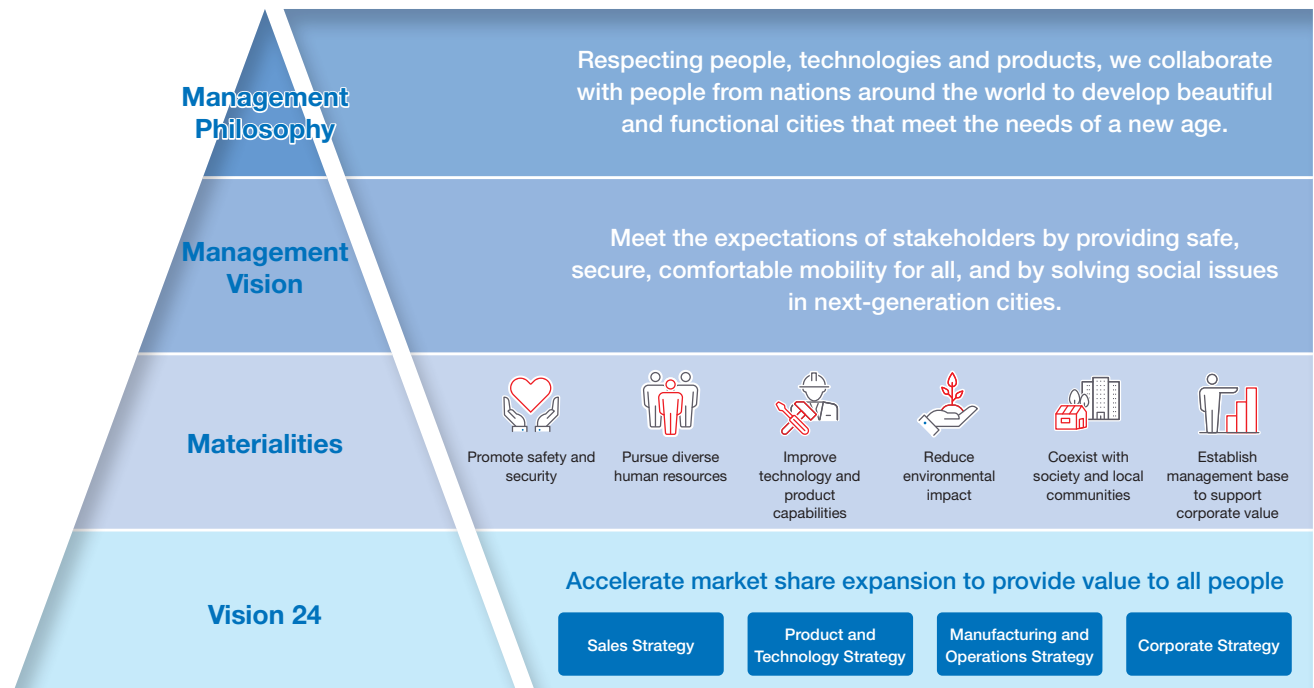 Management
Philosophy
Respecting people, technologies and products, we collaborate
with people from nations around the world to develop beautiful
and functional cities that meet the needs of a new age.
Management
Vision
Meet the expectations of stakeholders by providing safe,
secure, comfortable mobility for all, and by solving social issues
in next-generation cities.
Materialities
Promote safety and
security
Pursue diverse
human resources
Improve
technology and
product
capabilities
Reduce
environmental
impact
Coexist with
society and local
communities
Establish
management base
to support
corporate value
Vision 24
Accelerate market share expansion to provide value to all people
Sales Strategy
Product and
Technology Strategy
Manufacturing and
Operations Strategy
Corporate Strategy